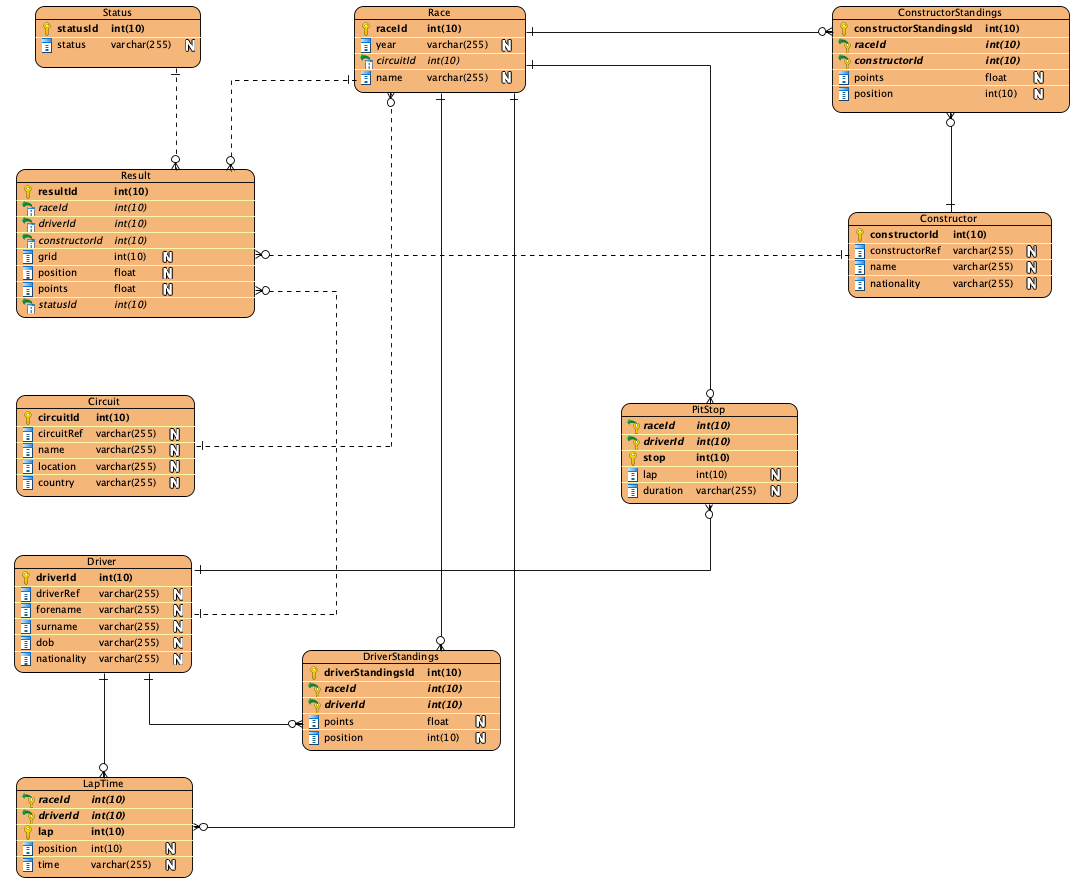 Status
statusId int(10)
status varchar(255) N
Race
raceId int(10)
year varchar(255) N
circuitId int(10)
name varchar(255) N
ConstructorStandings
constructorStandingsId int(10)
raceId int(10)
constructorId int(10)
points float N
position int(10) N
Result
resultId int(10)
raceId int(10)
driverId int(10)
constructorId int(10)
grid int(10) N
position float N
points float N
statusId int(10)
Constructor
constructorId int(10)
constructorRef varchar(255) N
name varchar(255) N
nationality varchar(255) N
Circuit
circuitId int(10)
circuitRef varchar(255) N
name varchar(255) N
location varchar(255) N
country varchar(255) N
PitStop
raceId int(10)
driverId int(10)
stop int(10)
lap int(10) N
duration varchar(255) N
Driver
driverId int(10)
driverRef varchar(255) N
forename varchar(255) N
surname varchar(255) N
dob varchar(255) N
nationality varchar(255) N
DriverStandings
driverStandingsId int(10)
raceId int(10)
driverId int(10)
points float N
position int(10) N
LapTime
raceId int(10)
driverId int(10)
lap int(10)
position int(10) N
time varchar(255) N